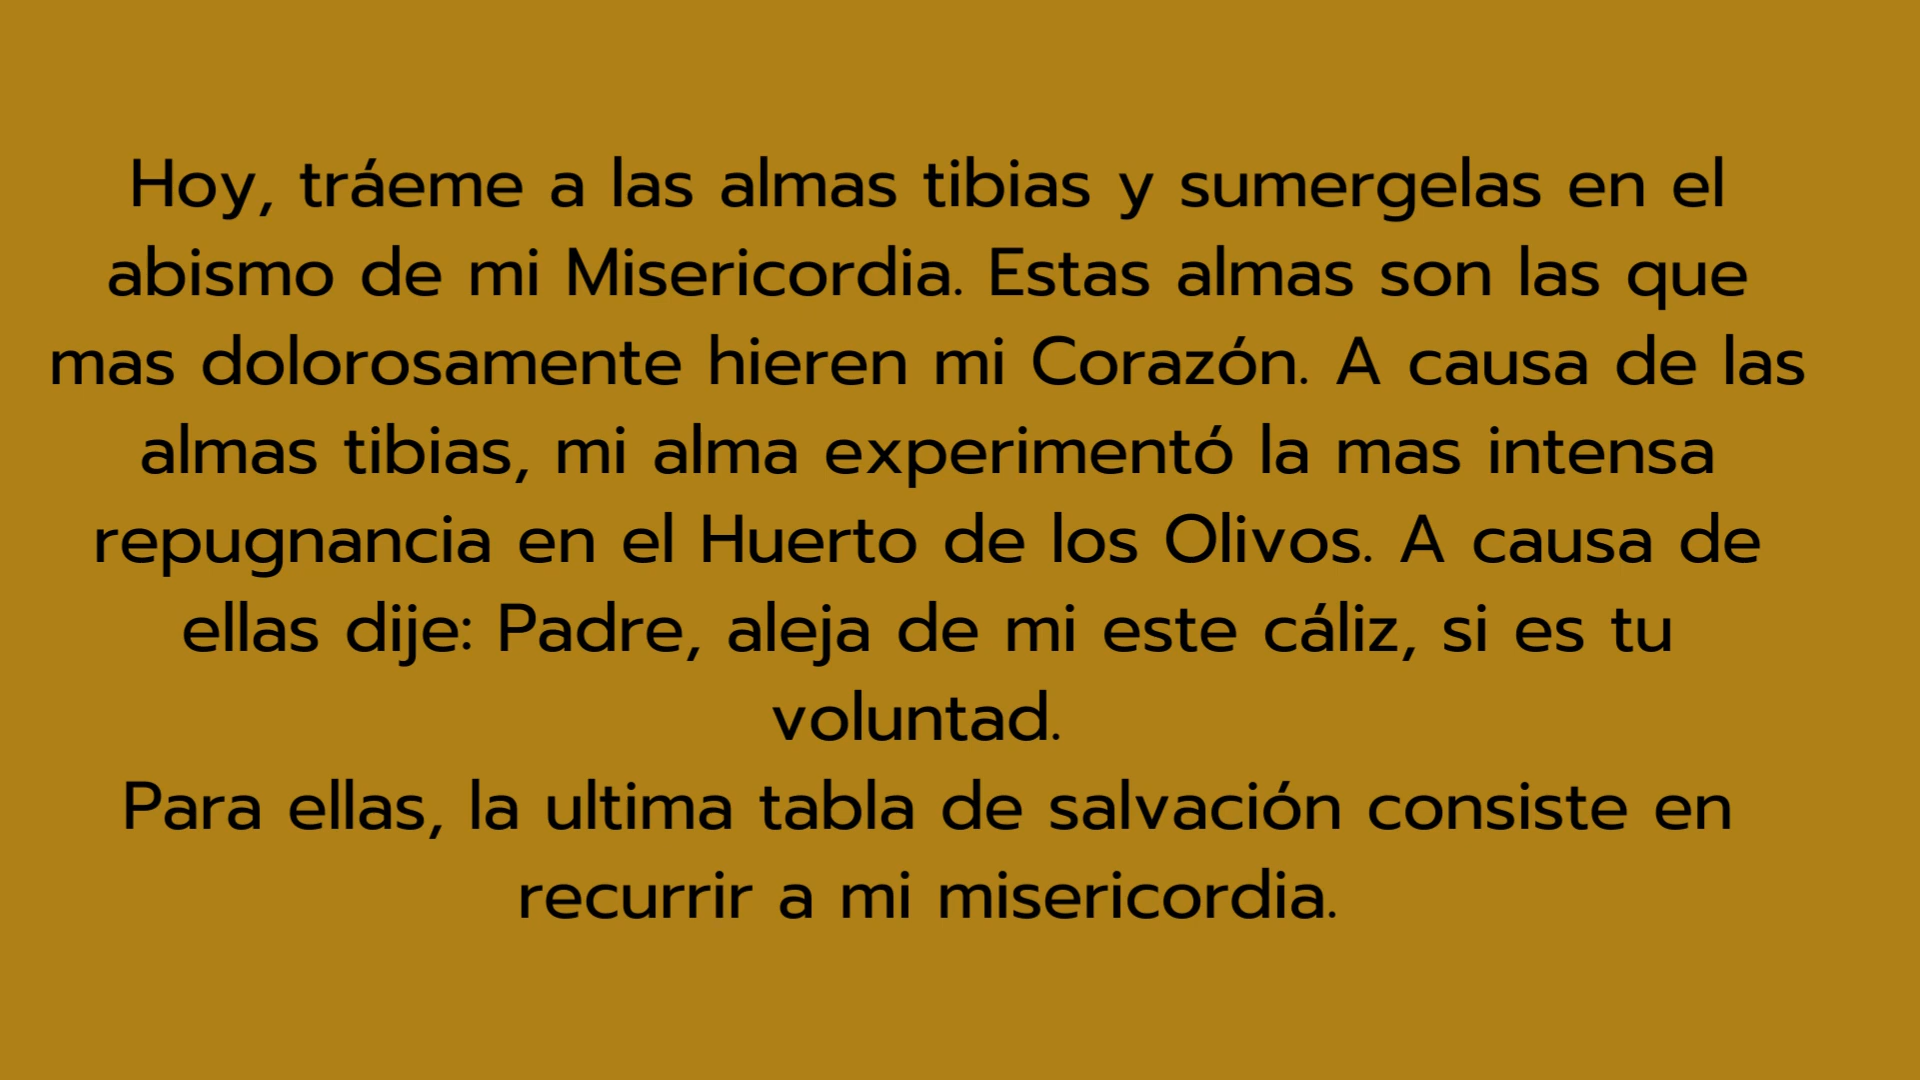 Hoy, tráeme a las almas tibias y sumergelas en el
abismo de mi Misericordia. Estas almas son las que
mas dolorosamente hieren mi Corazón. A causa de las
almas tibias, mi alma experimentó la mas intensa
repugnancia en el Huerto de los Olivos. A causa de
ellas dije: Padre, aleja de mi este cáliz, si es tu
voluntad.
Para ellas, la ultima tabla de salvación consiste en
recurrir a mi misericordia.